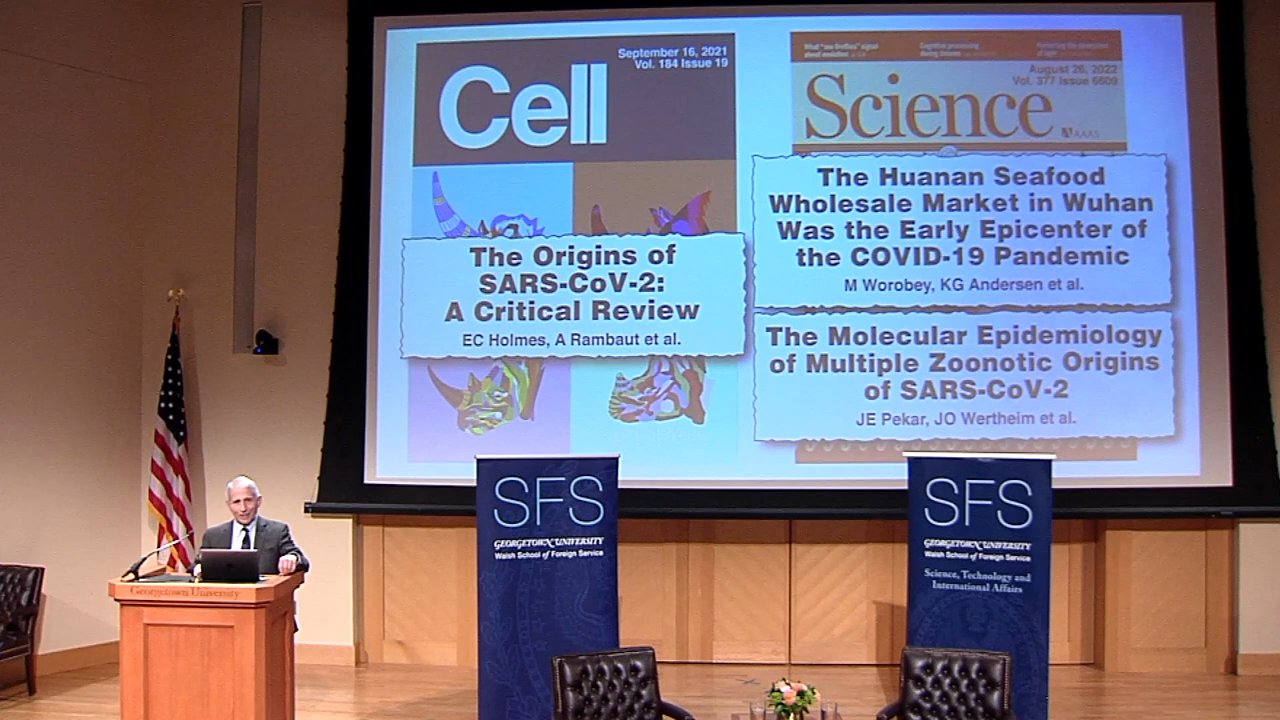 September 16, 2021
Vol. 184 Issue 19
Cell
The Origins of
SARS-CoV-2:
A Critical Review
EC Holmes, A Rambaut et al.
August 26, 2022
Vol. 377 Issue 6609
Science
AAAS
The Huanan Seafood
Wholesale Market in Wuhan
Was the Early Epicenter of
the COVID-19 Pandemic
M Worobey, KG Andersen et al.
The Molecular Epidemiology
of Multiple Zoonotic Origins
of SARS-CoV-2
JE Pekar, JO Wertheim et al.
SFS
GEORGETOWN UNIVERSITY
Walsh School of Foreign Service
SFS
GEORGETOWN UNIVERSITY
Walsh School of Foreign Service
Science, Technology and
International Affairs
Georgetown University